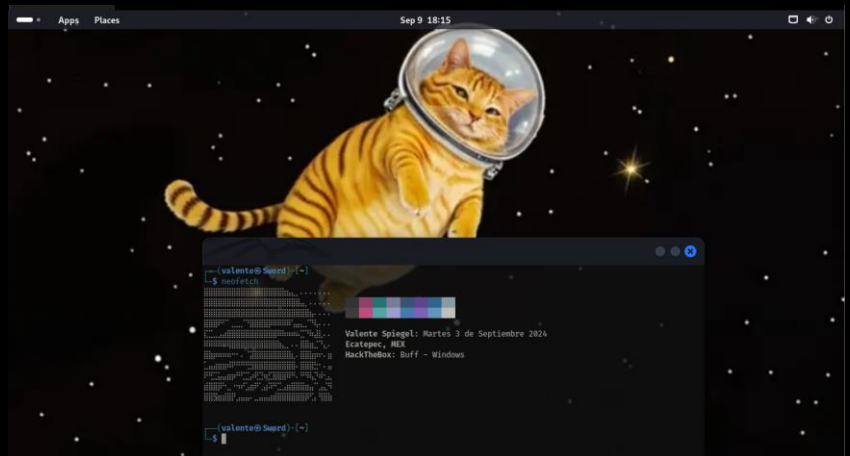 Apps Places Sep 9 18:15
(valente㉿Sword)-[~]
$ neofetch
Valente Spiegel: Martes 3 de Septiembre 2024
Ecatepec, MEX
HackTheBox: Buff - Windows
(valente㉿Sword)-[~]
$